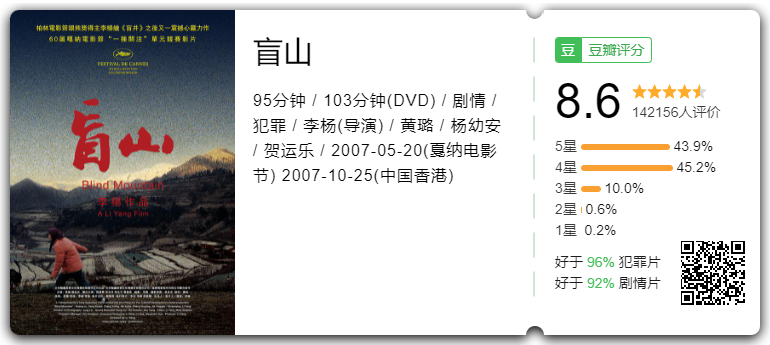 柏林電影節銀熊獎得主李楊繼《盲井》之後又一震撼心靈力作
60屆嘎納電影節“一種關注”單元競賽影片
FESTIVAL DE CANNES
盲山
Blind Mountain
李楊作品
A Li Yang Film
盲山
95分钟 / 103分钟(DVD) / 剧情 /
犯罪 / 李杨(导演) / 黄璐 / 杨幼安
/ 贺运乐 / 2007-05-20(戛纳电影
节) 2007-10-25(中国香港)
豆 豆瓣评分
8.6
142156人评价
5星 43.9%
4星 45.2%
3星 10.0%
2星 0.6%
1星 0.2%
好于 96% 犯罪片
好于 92% 剧情片